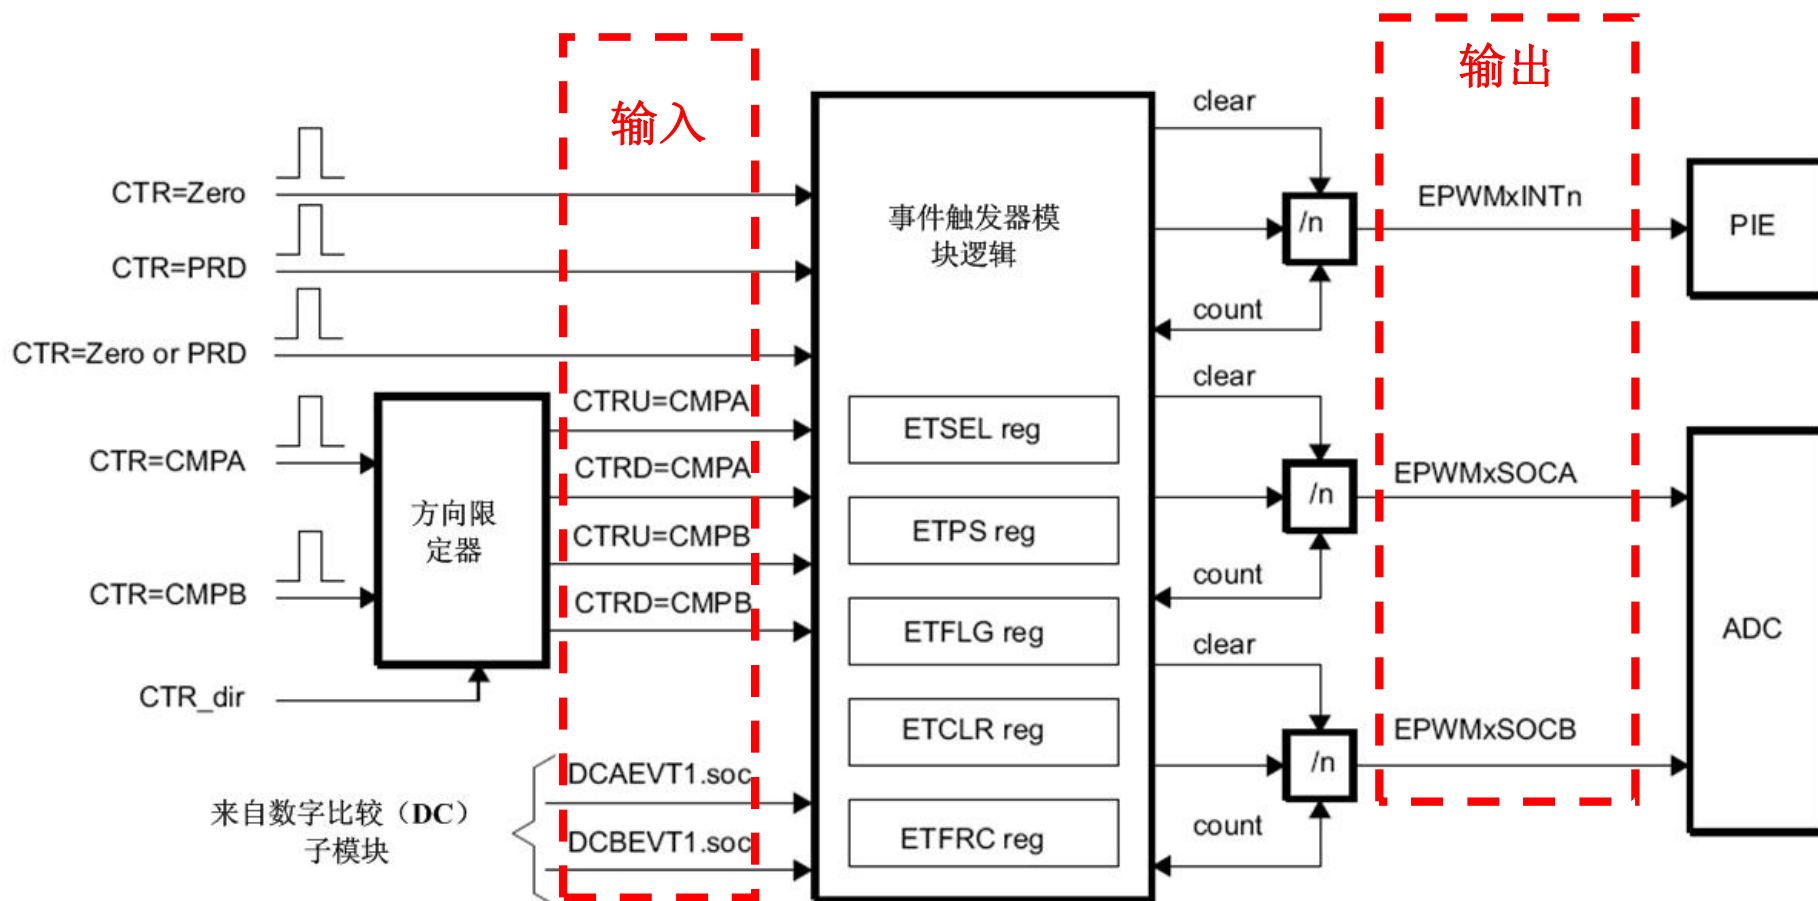 输入
输出
CTR=Zero
CTR=PRD
CTR=Zero or PRD
CTR=CMPA
CTR=CMPB
CTR_dir
方向限
定器
CTRU=CMPA
CTRD=CMPA
CTRU=CMPB
CTRD=CMPB
来自数字比较（DC）
子模块
DCAEVT1.soc
DCBEVT1.soc
事件触发器模
块逻辑
ETSEL reg
ETPS reg
ETFLG reg
ETCLR reg
ETFRC reg
clear
/n
count
EPWMxINTn
PIE
clear
/n
count
EPWMxSOCA
clear
/n
count
EPWMxSOCB
ADC